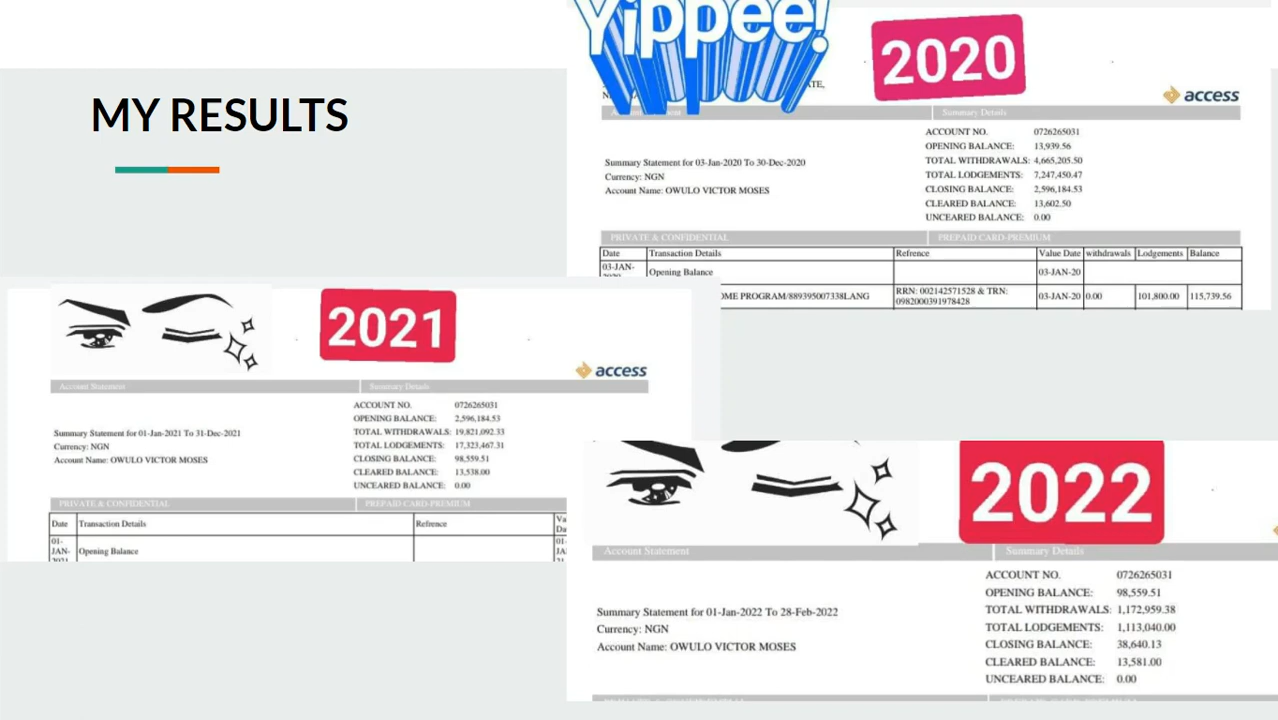 MY RESULTS
Yippee!
2020
ATE,
access
Summary Details
ACCOUNT NO. 0726265031
OPENING BALANCE: 13,939.56
Summary Statement for 03-Jan-2020 To 30-Dec-2020
TOTAL WITHDRAWALS: 4,665,205.50
Currency: NGN
TOTAL LODGEMENTS: 7,247,450.47
Account Name: OWULO VICTOR MOSES
CLOSING BALANCE: 2,596,184.53
CLEARED BALANCE: 13,602.50
UNCEARED BALANCE: 0.00
PRIVATE & CONFIDENTIAL PREPAID CARD-PREMIUM
Date Transaction Details Refrence Value Date withdrawals Lodgements Balance
03-JAN- Opening Balance 03-JAN-20
OME PROGRAM/889395007338LANG RRN: 002142571528 & TRN: 03-JAN-20 0.00 101,800.00 115,739.56
0982000391978428
2021
access
Account Statement Summary Details
ACCOUNT NO. 0726265031
OPENING BALANCE: 2,596,184.53
Summary Statement for 01-Jan-2021 To 31-Dec-2021
TOTAL WITHDRAWALS: 19,821,092.33
Currency: NGN
TOTAL LODGEMENTS: 17,323,467.31
Account Name: OWULO VICTOR MOSES
CLOSING BALANCE: 98,559.51
CLEARED BALANCE: 13,538.00
UNCEARED BALANCE: 0.00
PRIVATE & CONFIDENTIAL PREPAID CARD-PREMIUM
Date Transaction Details Refrence Va
Da
01- Opening Balance 01-
JAN- JA
2022
Account Statement Summary Details
ACCOUNT NO. 0726265031
OPENING BALANCE: 98,559.51
Summary Statement for 01-Jan-2022 To 28-Feb-2022
TOTAL WITHDRAWALS: 1,172,959.38
Currency: NGN
TOTAL LODGEMENTS: 1,113,040.00
Account Name: OWULO VICTOR MOSES
CLOSING BALANCE: 38,640.13
CLEARED BALANCE: 13,581.00
UNCEARED BALANCE: 0.00